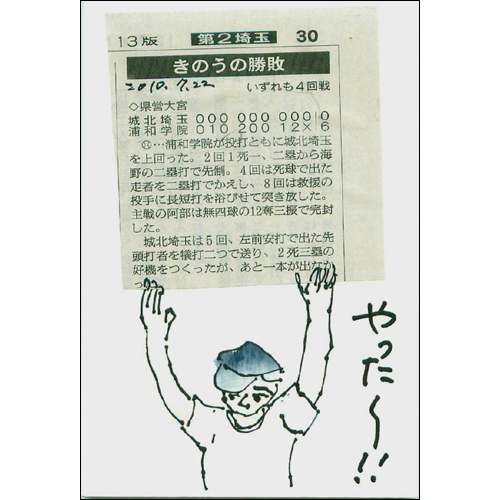 13版 第2埼玉 30
きのうの勝敗
2010.7.22 いずれも4回戦
◇県営大宮
城北埼玉 000 000 000 0
浦和学院 010 200 12× 6
㊟…浦和学院が投打ともに城北埼玉
を上回った。2回1死一、二塁から海
野の二塁打で先制。4回は死球で出た
走者を二塁打でかえし、8回は救援の
投手に長短打を浴びせて突き放した。
主戦の阿部は無四球の12奪三振で完封
した。
城北埼玉は5回、左前安打で出た先
頭打者を犠打二つで送り、2死三塁の
好機をつくったが、あと一本が出なか
っ
やった〜!!